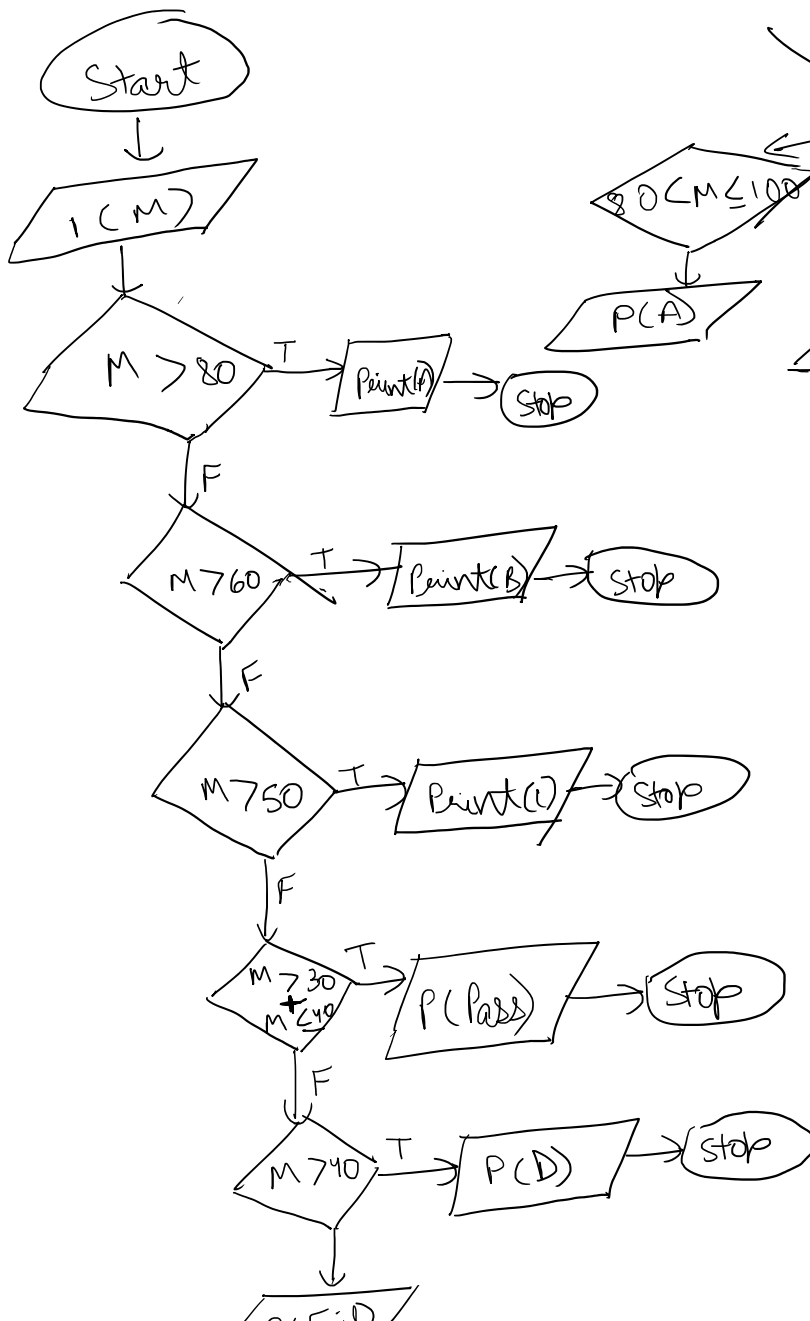 Start
I(M)
80<M≤100
P(A)
M>80
T
Print(A)
Stop
F
M>60
T
Print(B)
Stop
F
M>50
T
Print(C)
Stop
F
M>30
+
M≤40
T
P(Pass)
Stop
F
M>40
T
P(D)
Stop